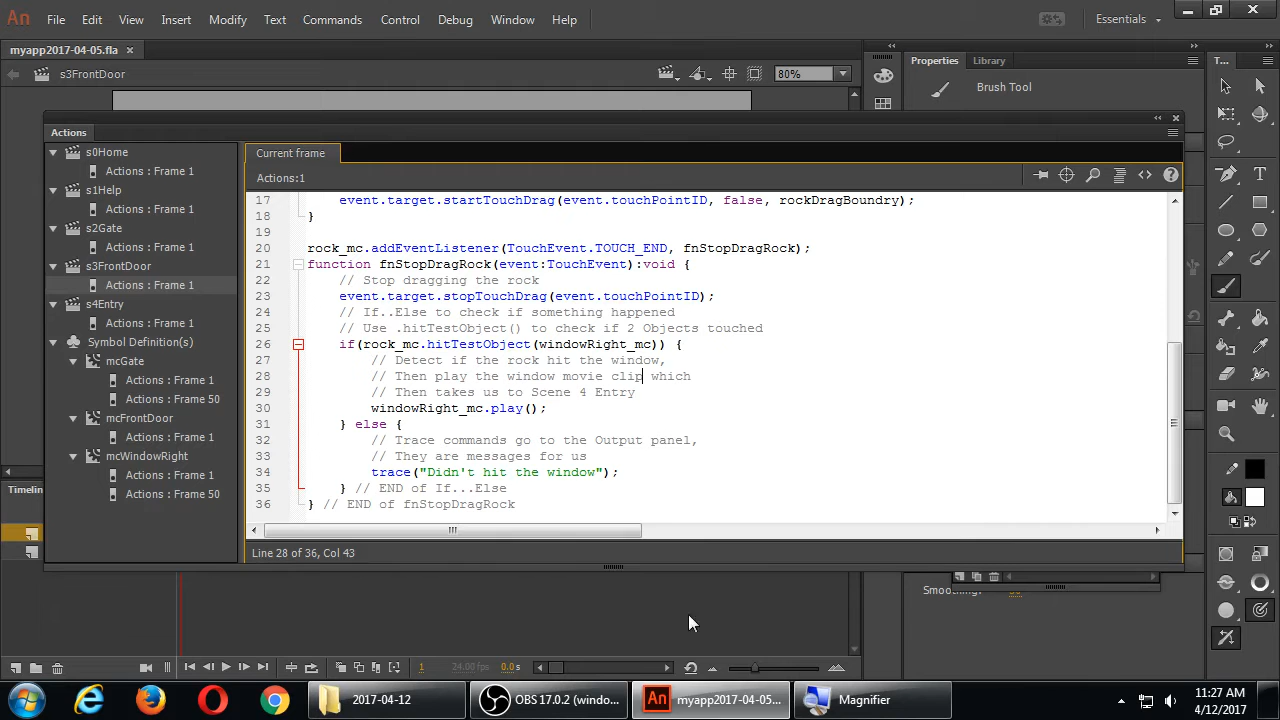 An File Edit View Insert Modify Text Commands Control Debug Window Help Essentials
myapp2017-04-05.fla ×
s3FrontDoor 80%
Properties Library
T...
Brush Tool
Actions
s0Home
Actions : Frame 1
s1Help
Actions : Frame 1
s2Gate
Actions : Frame 1
s3FrontDoor
Actions : Frame 1
s4Entry
Actions : Frame 1
Symbol Definition(s)
mcGate
Actions : Frame 1
Actions : Frame 50
mcFrontDoor
Actions : Frame 1
mcWindowRight
Actions : Frame 1
Actions : Frame 50
Current frame
Actions:1
17 event.target.startTouchDrag(event.touchPointID, false, rockDragBoundry);
18 }
19
20 rock_mc.addEventListener(TouchEvent.TOUCH_END, fnStopDragRock);
21 function fnStopDragRock(event:TouchEvent):void {
22 // Stop dragging the rock
23 event.target.stopTouchDrag(event.touchPointID);
24 // If..Else to check if something happened
25 // Use .hitTestObject() to check if 2 Objects touched
26 if(rock_mc.hitTestObject(windowRight_mc)) {
27 // Detect if the rock hit the window,
28 // Then play the window movie clip which
29 // Then takes us to Scene 4 Entry
30 windowRight_mc.play();
31 } else {
32 // Trace commands go to the Output panel,
33 // They are messages for us
34 trace("Didn't hit the window");
35 } // END of If...Else
36 } // END of fnStopDragRock
Line 28 of 36, Col 43
Timelin
Smoothing: 50
1 24.00 fps 0.0 s
2017-04-12 OBS 17.0.2 (windo... An myapp2017-04-05... Magnifier
11:27 AM
4/12/2017